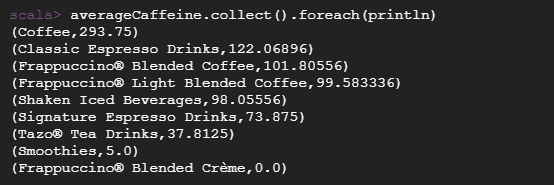 scala> averageCaffeine.collect().foreach(println)
(Coffee,293.75)
(Classic Espresso Drinks,122.06896)
(Frappuccino® Blended Coffee,101.80556)
(Frappuccino® Light Blended Coffee,99.583336)
(Shaken Iced Beverages,98.05556)
(Signature Espresso Drinks,73.875)
(Tazo® Tea Drinks,37.8125)
(Smoothies,5.0)
(Frappuccino® Blended Crème,0.0)